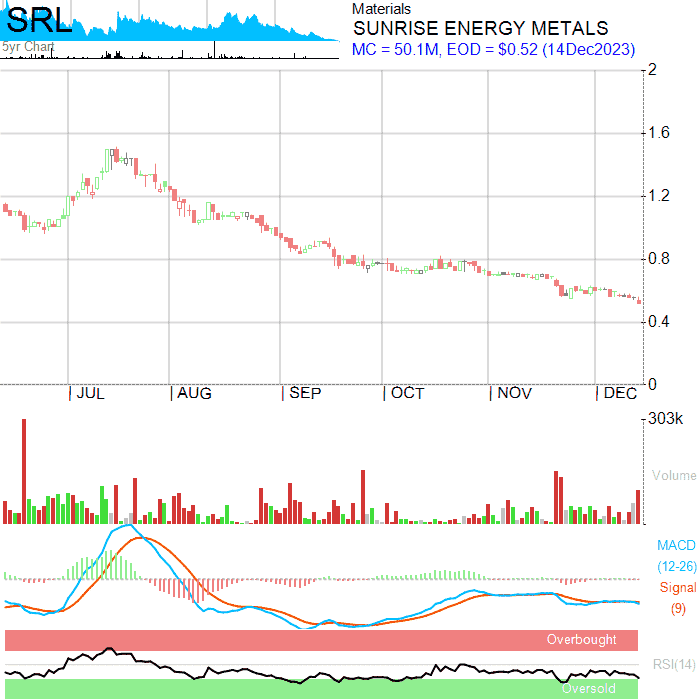 SRL
5yr Chart
Materials
SUNRISE ENERGY METALS
MC = 50.1M, EOD = $0.52 (14Dec2023)
2
1.6
1.2
0.8
0.4
0
JUL AUG SEP OCT NOV DEC
303k
Volume
MACD
(12-26)
Signal
(9)
Overbought
RSI(14)
Oversold